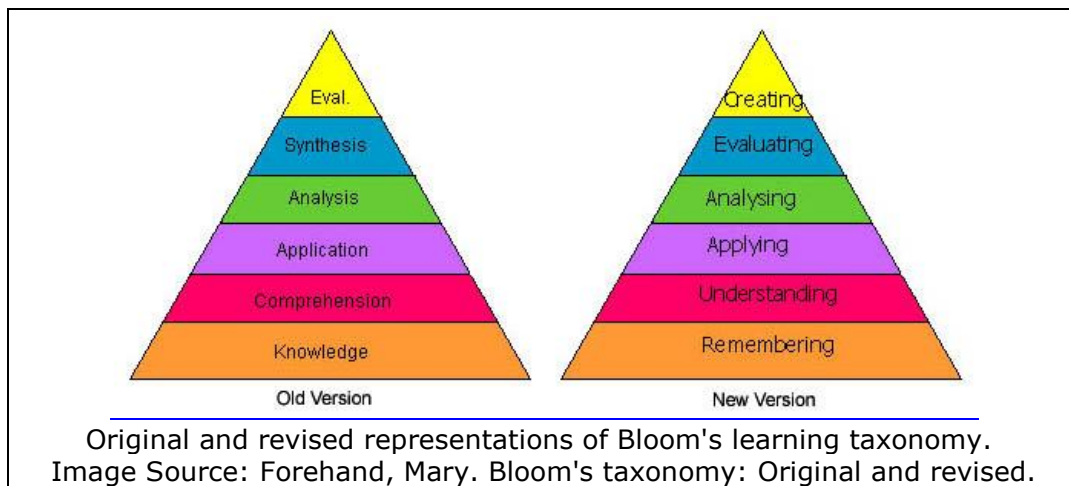 Eval.
Synthesis
Analysis
Application
Comprehension
Knowledge
Old Version
Creating
Evaluating
Analysing
Applying
Understanding
Remembering
New Version
Original and revised representations of Bloom's learning taxonomy.
Image Source: Forehand, Mary. Bloom's taxonomy: Original and revised.